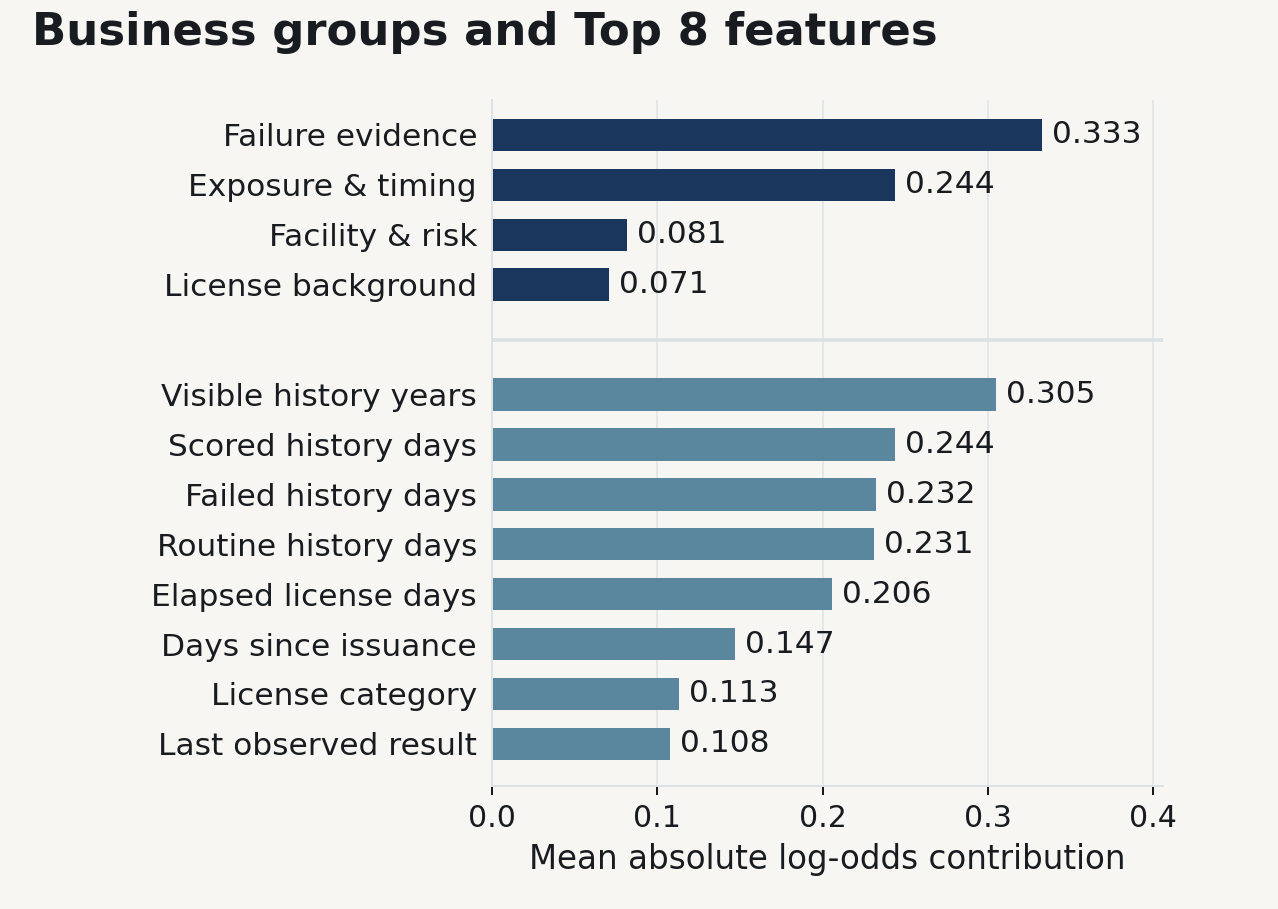 Business groups and Top 8 features
Failure evidence 0.333
Exposure & timing 0.244
Facility & risk 0.081
License background 0.071
Visible history years 0.305
Scored history days 0.244
Failed history days 0.232
Routine history days 0.231
Elapsed license days 0.206
Days since issuance 0.147
License category 0.113
Last observed result 0.108
0.0 0.1 0.2 0.3 0.4
Mean absolute log-odds contribution